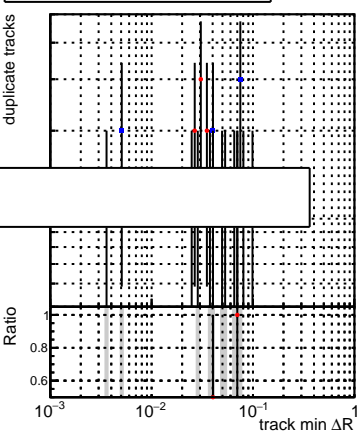 duplicate tracks
Ratio
1
0.8
0.6
10⁻³ 10⁻² 10⁻¹ 1
track min ΔR